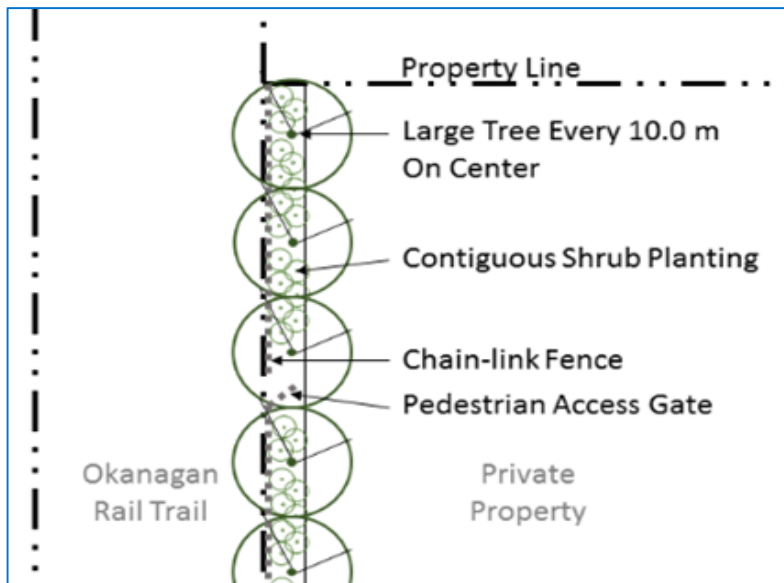 Property Line
Large Tree Every 10.0 m
On Center
Contiguous Shrub Planting
Chain-link Fence
Pedestrian Access Gate
Okanagan
Rail Trail
Private
Property